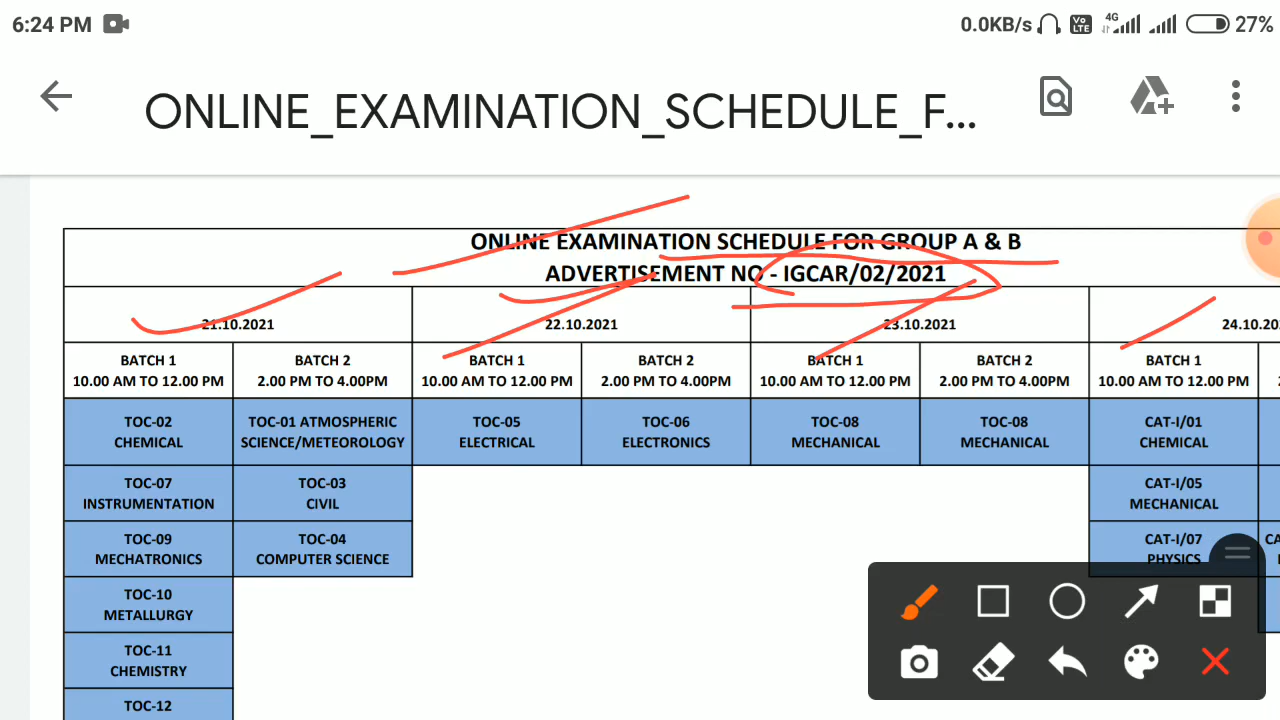 6:24 PM 0.0KB/s Vo LTE 4G 27%
ONLINE_EXAMINATION_SCHEDULE_F...
ONLINE EXAMINATION SCHEDULE FOR GROUP A & B
ADVERTISEMENT NO - IGCAR/02/2021
21.10.2021 22.10.2021 23.10.2021
BATCH 1 BATCH 2 BATCH 1 BATCH 2 BATCH 1 BATCH 2 BATCH 1
10.00 AM TO 12.00 PM 2.00 PM TO 4.00PM 10.00 AM TO 12.00 PM 2.00 PM TO 4.00PM 10.00 AM TO 12.00 PM 2.00 PM TO 4.00PM 10.00 AM TO 12.00 PM
TOC-02 TOC-01 ATMOSPHERIC TOC-05 TOC-06 TOC-08 TOC-08 CAT-I/01
CHEMICAL SCIENCE/METEOROLOGY ELECTRICAL ELECTRONICS MECHANICAL MECHANICAL CHEMICAL
TOC-07 TOC-03 CAT-I/05
INSTRUMENTATION CIVIL MECHANICAL
TOC-09 TOC-04 CAT-I/07
MECHATRONICS COMPUTER SCIENCE PHYSICS
TOC-10
METALLURGY
TOC-11
CHEMISTRY
TOC-12